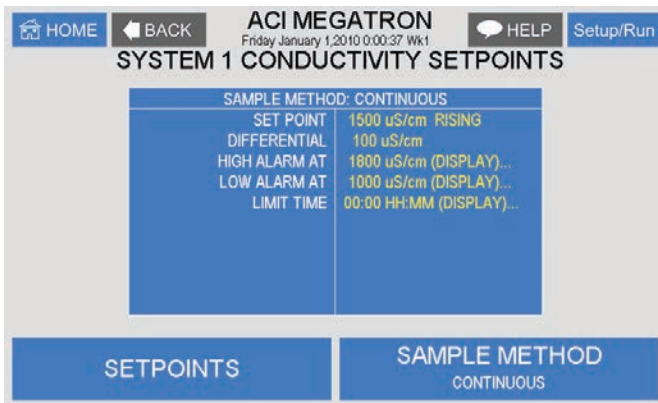 HOME
BACK
ACI MEGATRON
Friday January 1,2010 0:00:37 Wk1
HELP
Setup/Run
SYSTEM 1 CONDUCTIVITY SETPOINTS
SAMPLE METHOD: CONTINUOUS
SET POINT 1500 uS/cm RISING
DIFFERENTIAL 100 uS/cm
HIGH ALARM AT 1800 uS/cm (DISPLAY)...
LOW ALARM AT 1000 uS/cm (DISPLAY)...
LIMIT TIME 00:00 HH:MM (DISPLAY)...
SETPOINTS
SAMPLE METHOD
CONTINUOUS